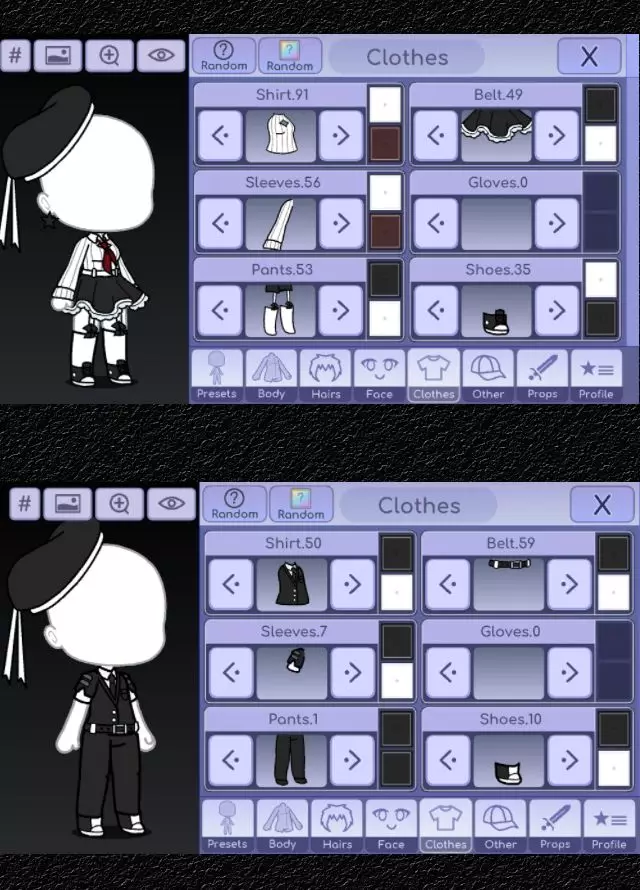 #
Random
Random
Clothes
X
Shirt.91
Belt.49
Sleeves.56
Gloves.0
Pants.53
Shoes.35
Presets
Body
Hairs
Face
Clothes
Other
Props
Profile
#
Random
Random
Clothes
X
Shirt.50
Belt.59
Sleeves.7
Gloves.0
Pants.1
Shoes.10
Presets
Body
Hairs
Face
Clothes
Other
Props
Profile